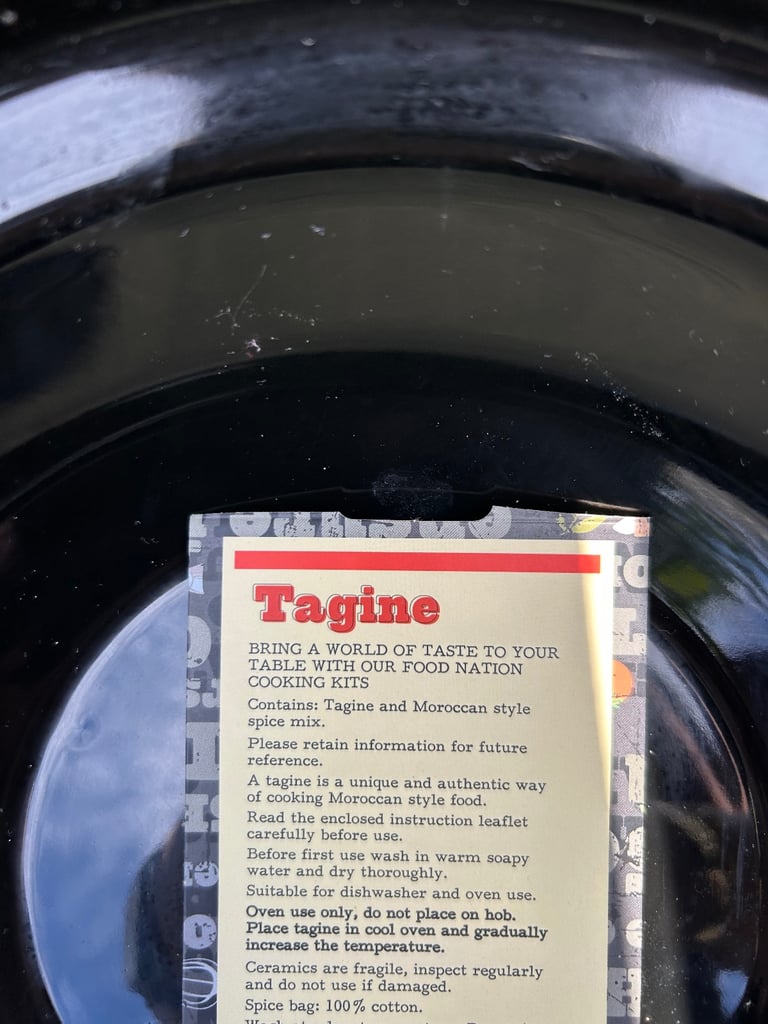 Tagine
BRING A WORLD OF TASTE TO YOUR
TABLE WITH OUR FOOD NATION
COOKING KITS
Contains: Tagine and Moroccan style
spice mix.
Please retain information for future
reference.
A tagine is a unique and authentic way
of cooking Moroccan style food.
Read the enclosed instruction leaflet
carefully before use.
Before first use wash in warm soapy
water and dry thoroughly.
Suitable for dishwasher and oven use.
Oven use only, do not place on hob.
Place tagine in cool oven and gradually
increase the temperature.
Ceramics are fragile, inspect regularly
and do not use if damaged.
Spice bag: 100% cotton.